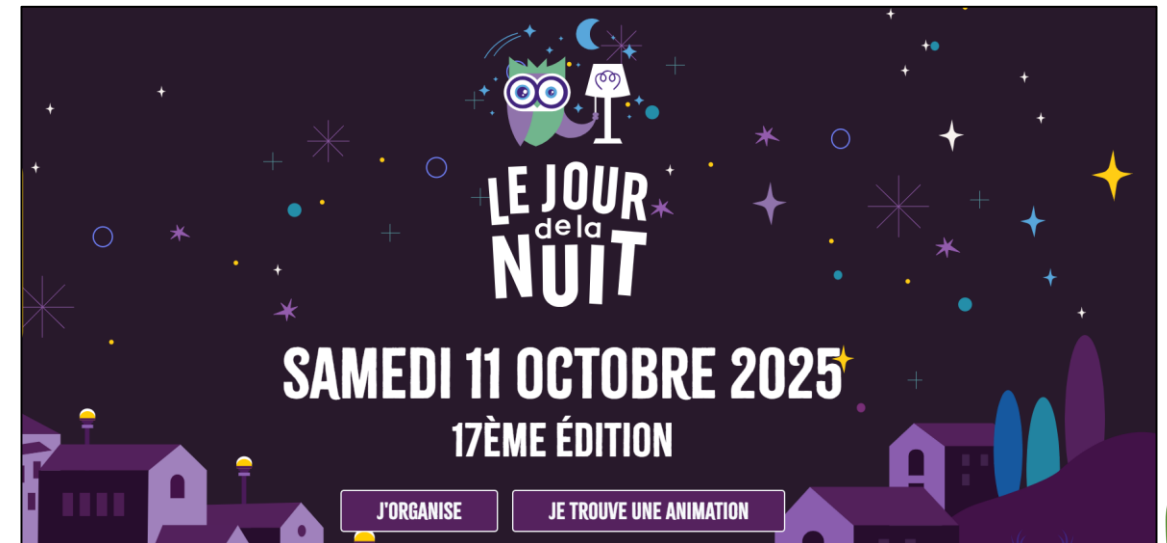 LE JOUR
de la
NUIT
SAMEDI 11 OCTOBRE 2025
17ÈME ÉDITION
J'ORGANISE
JE TROUVE UNE ANIMATION